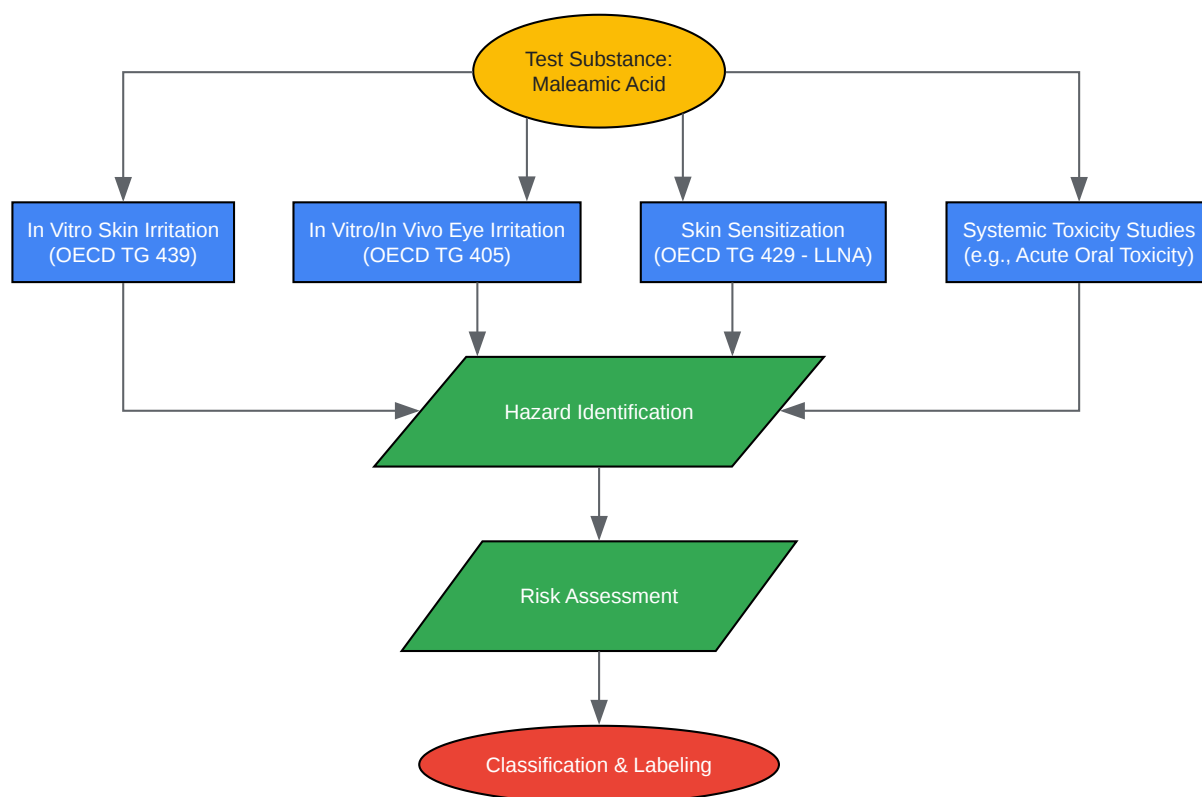 Test Substance:
Maleamic Acid
In Vitro Skin Irritation
(OECD TG 439)
In Vitro/In Vivo Eye Irritation
(OECD TG 405)
Skin Sensitization
(OECD TG 429 - LLNA)
Systemic Toxicity Studies
(e.g., Acute Oral Toxicity)
Hazard Identification
Risk Assessment
Classification & Labeling